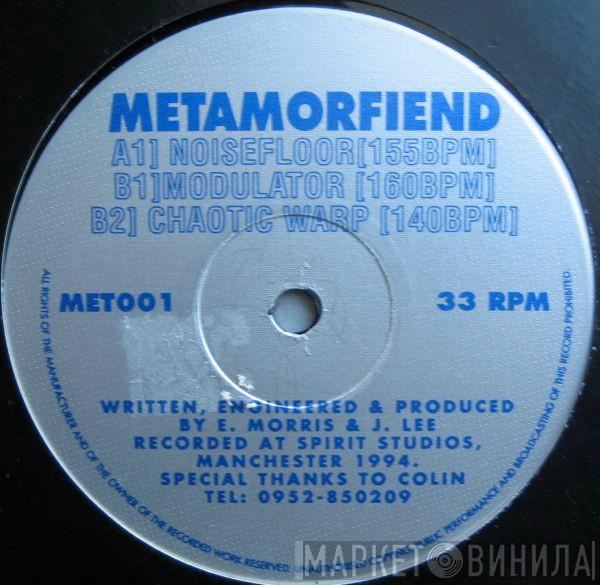 METAMORFIEND
A1] NOISEFLOOR[155BPM]
B1]MODULATOR [160BPM]
B2] CHAOTIC WARP [140BPM]
MET001
33 RPM
WRITTEN, ENGINEERED & PRODUCED
BY E. MORRIS & J. LEE
RECORDED AT SPIRIT STUDIOS,
MANCHESTER 1994.
SPECIAL THANKS TO COLIN
TEL: 0952-850209
ALL RIGHTS OF THE MANUFACTURER AND OF THE OWNER OF THE RECORDED WORK RESERVED. UNAUTHORISED COPYING PUBLIC PERFORMANCE AND BROADCASTING OF THIS RECORD PROHIBITED.
МАРКЕТ ВИНИЛА